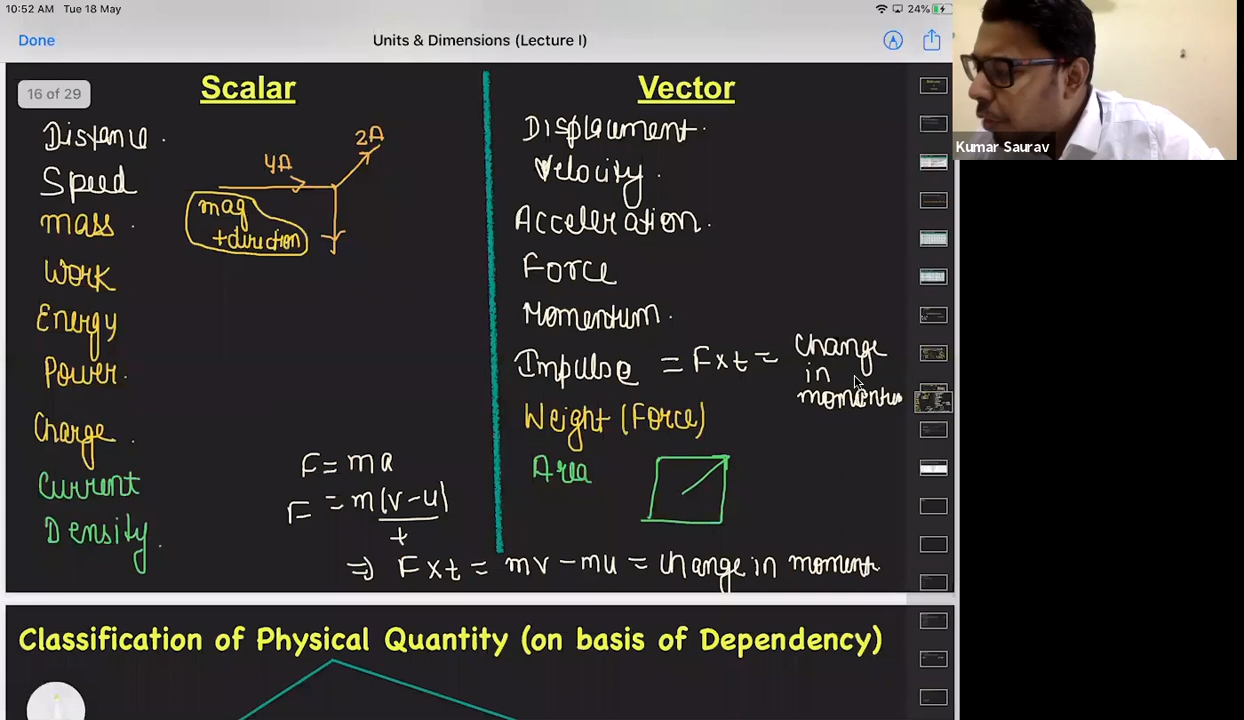 10:52 AM Tue 18 May
24%
Done
Units & Dimensions (Lecture I)
Kumar Saurav
16 of 29
Scalar
Distance
Speed
mass
Work
Energy
Power
Charge
Current
Density
4A
2A
mag
+direction
F = ma
F = m(v-u)
t
⇒ F x t = mv - mu = change in moment
Vector
Displacment
Velocity
Acceleration
Force
Momentum
Impulse = F x t = change
in
momentum
Weight (Force)
Area
Classification of Physical Quantity (on basis of Dependency)